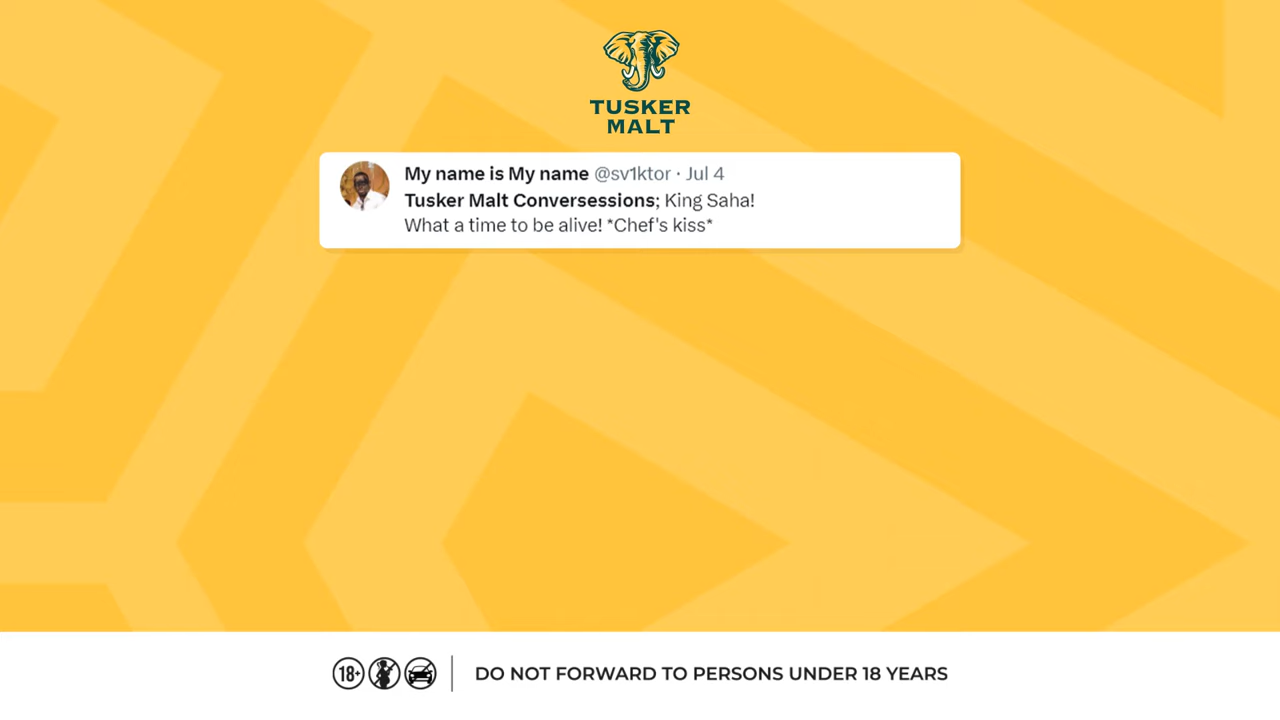 TUSKER
MALT
My name is My name @sv1ktor · Jul 4
Tusker Malt Conversessions; King Saha!
What a time to be alive! *Chef's kiss*
18+
DO NOT FORWARD TO PERSONS UNDER 18 YEARS